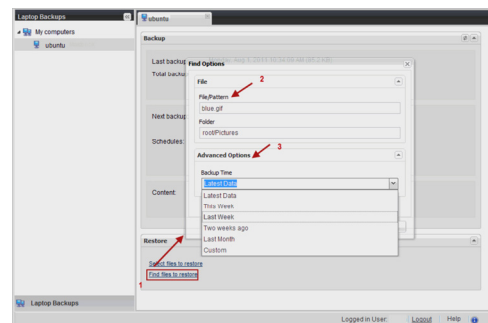 Laptop Backups
ubuntu
My computers
ubuntu
Backup
Last backup
Find Options
Total backup
File
2
File/Pattern
blue.gif
Folder
root/Pictures
Next backup
Schedules:
3
Advanced Options
Backup Time
Latest Data
Content:
Latest Data
This Week
Last Week
Two weeks ago
Last Month
Custom
Restore
Select files to restore
Find files to restore
1
Laptop Backups
Logged in User:
Logout
Help